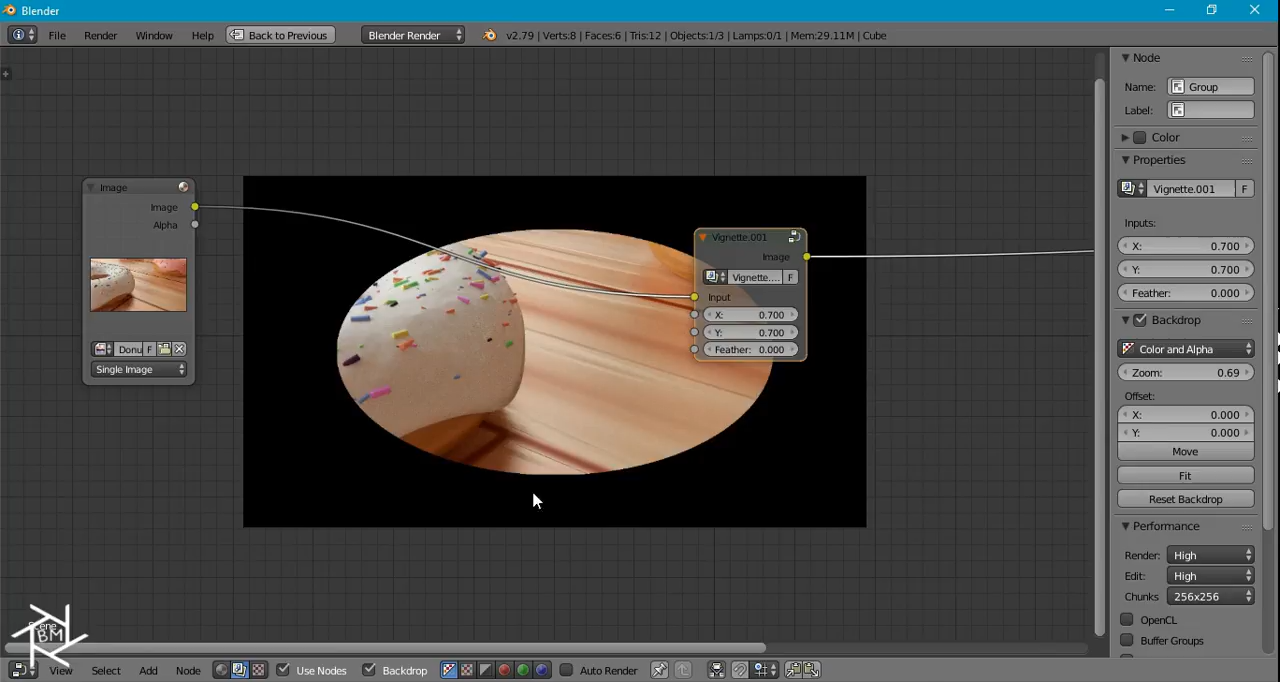 Blender
File Render Window Help Back to Previous Blender Render v2.79 | Verts:8 | Faces:6 | Tris:12 | Objects:1/3 | Lamps:0/1 | Mem:29.11M | Cube
Node
Name: Group
Label:
Color
Properties
Vignette.001 F
Inputs:
X: 0.700
Y: 0.700
Feather: 0.000
Backdrop
Color and Alpha
Zoom: 0.69
Offset:
X: 0.000
Y: 0.000
Move
Fit
Reset Backdrop
Performance
Render: High
Edit: High
Chunks 256x256
OpenCL
Buffer Groups
Image
Image
Alpha
Donu F
Single Image
Vignette.001
Image
Vignette.... F
Input
X: 0.700
Y: 0.700
Feather: 0.000
BM
View Add Node Use Nodes Backdrop Auto Render